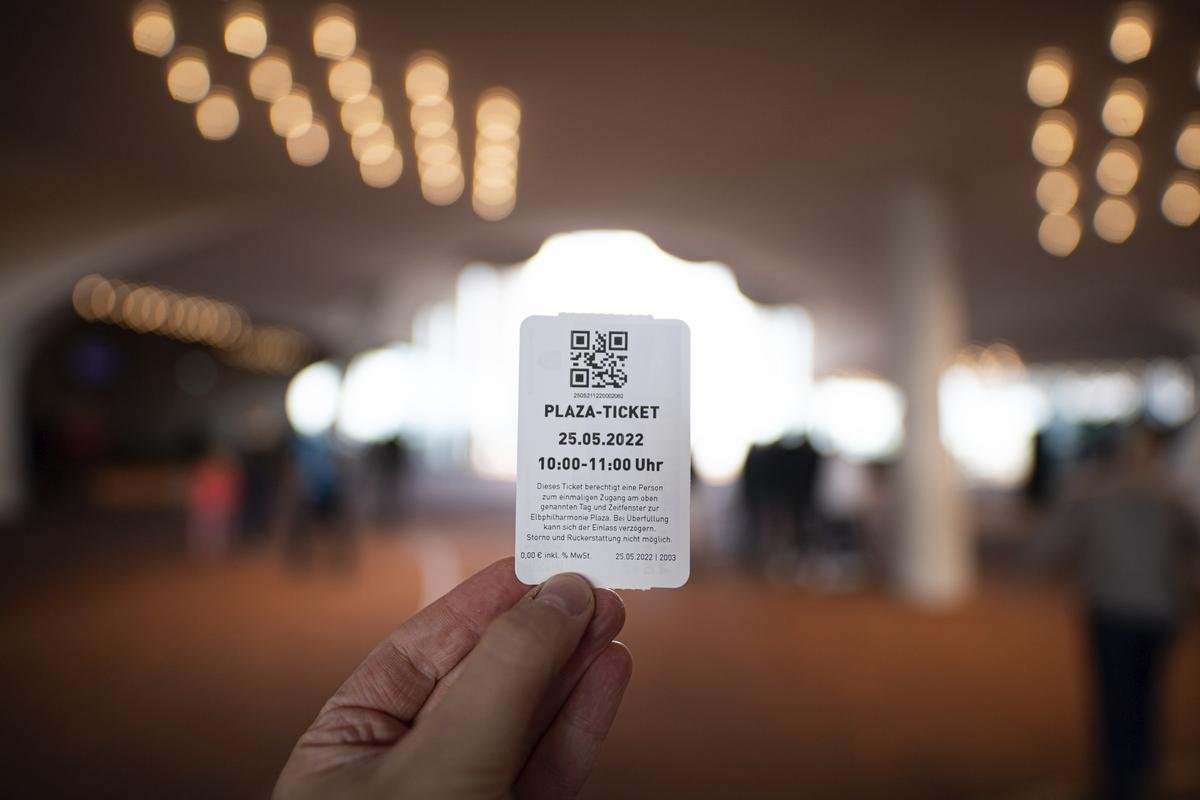 2505211220002062
PLAZA-TICKET
25.05.2022
10:00-11:00 Uhr
Dieses Ticket berechtigt eine Person
zum einmaligen Zugang am oben
genannten Tag und Zeitfenster zur
Elbphilharmonie Plaza. Bei Überfüllung
kann sich der Einlass verzögern.
Storno und Rückerstattung nicht möglich.
0,00 € inkl. % MwSt. 25.05.2022 | 2003